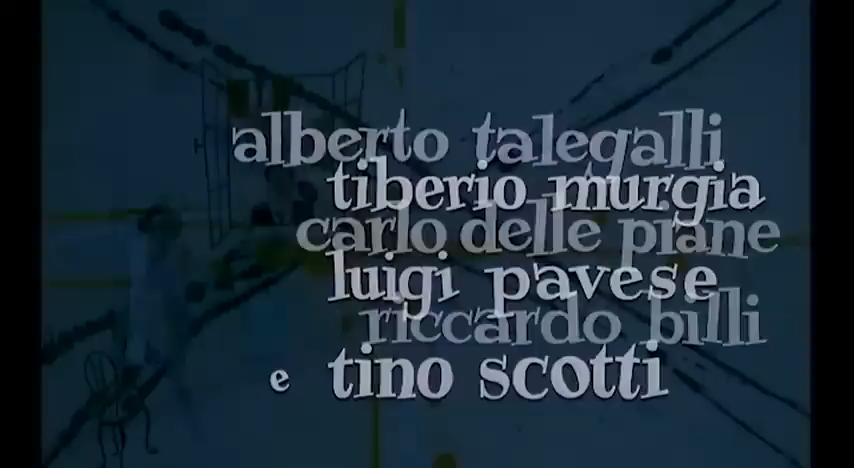 alberto talegalli
tiberio murgia
carlo delle piane
luigi pavese
riccardo billi
e tino scotti